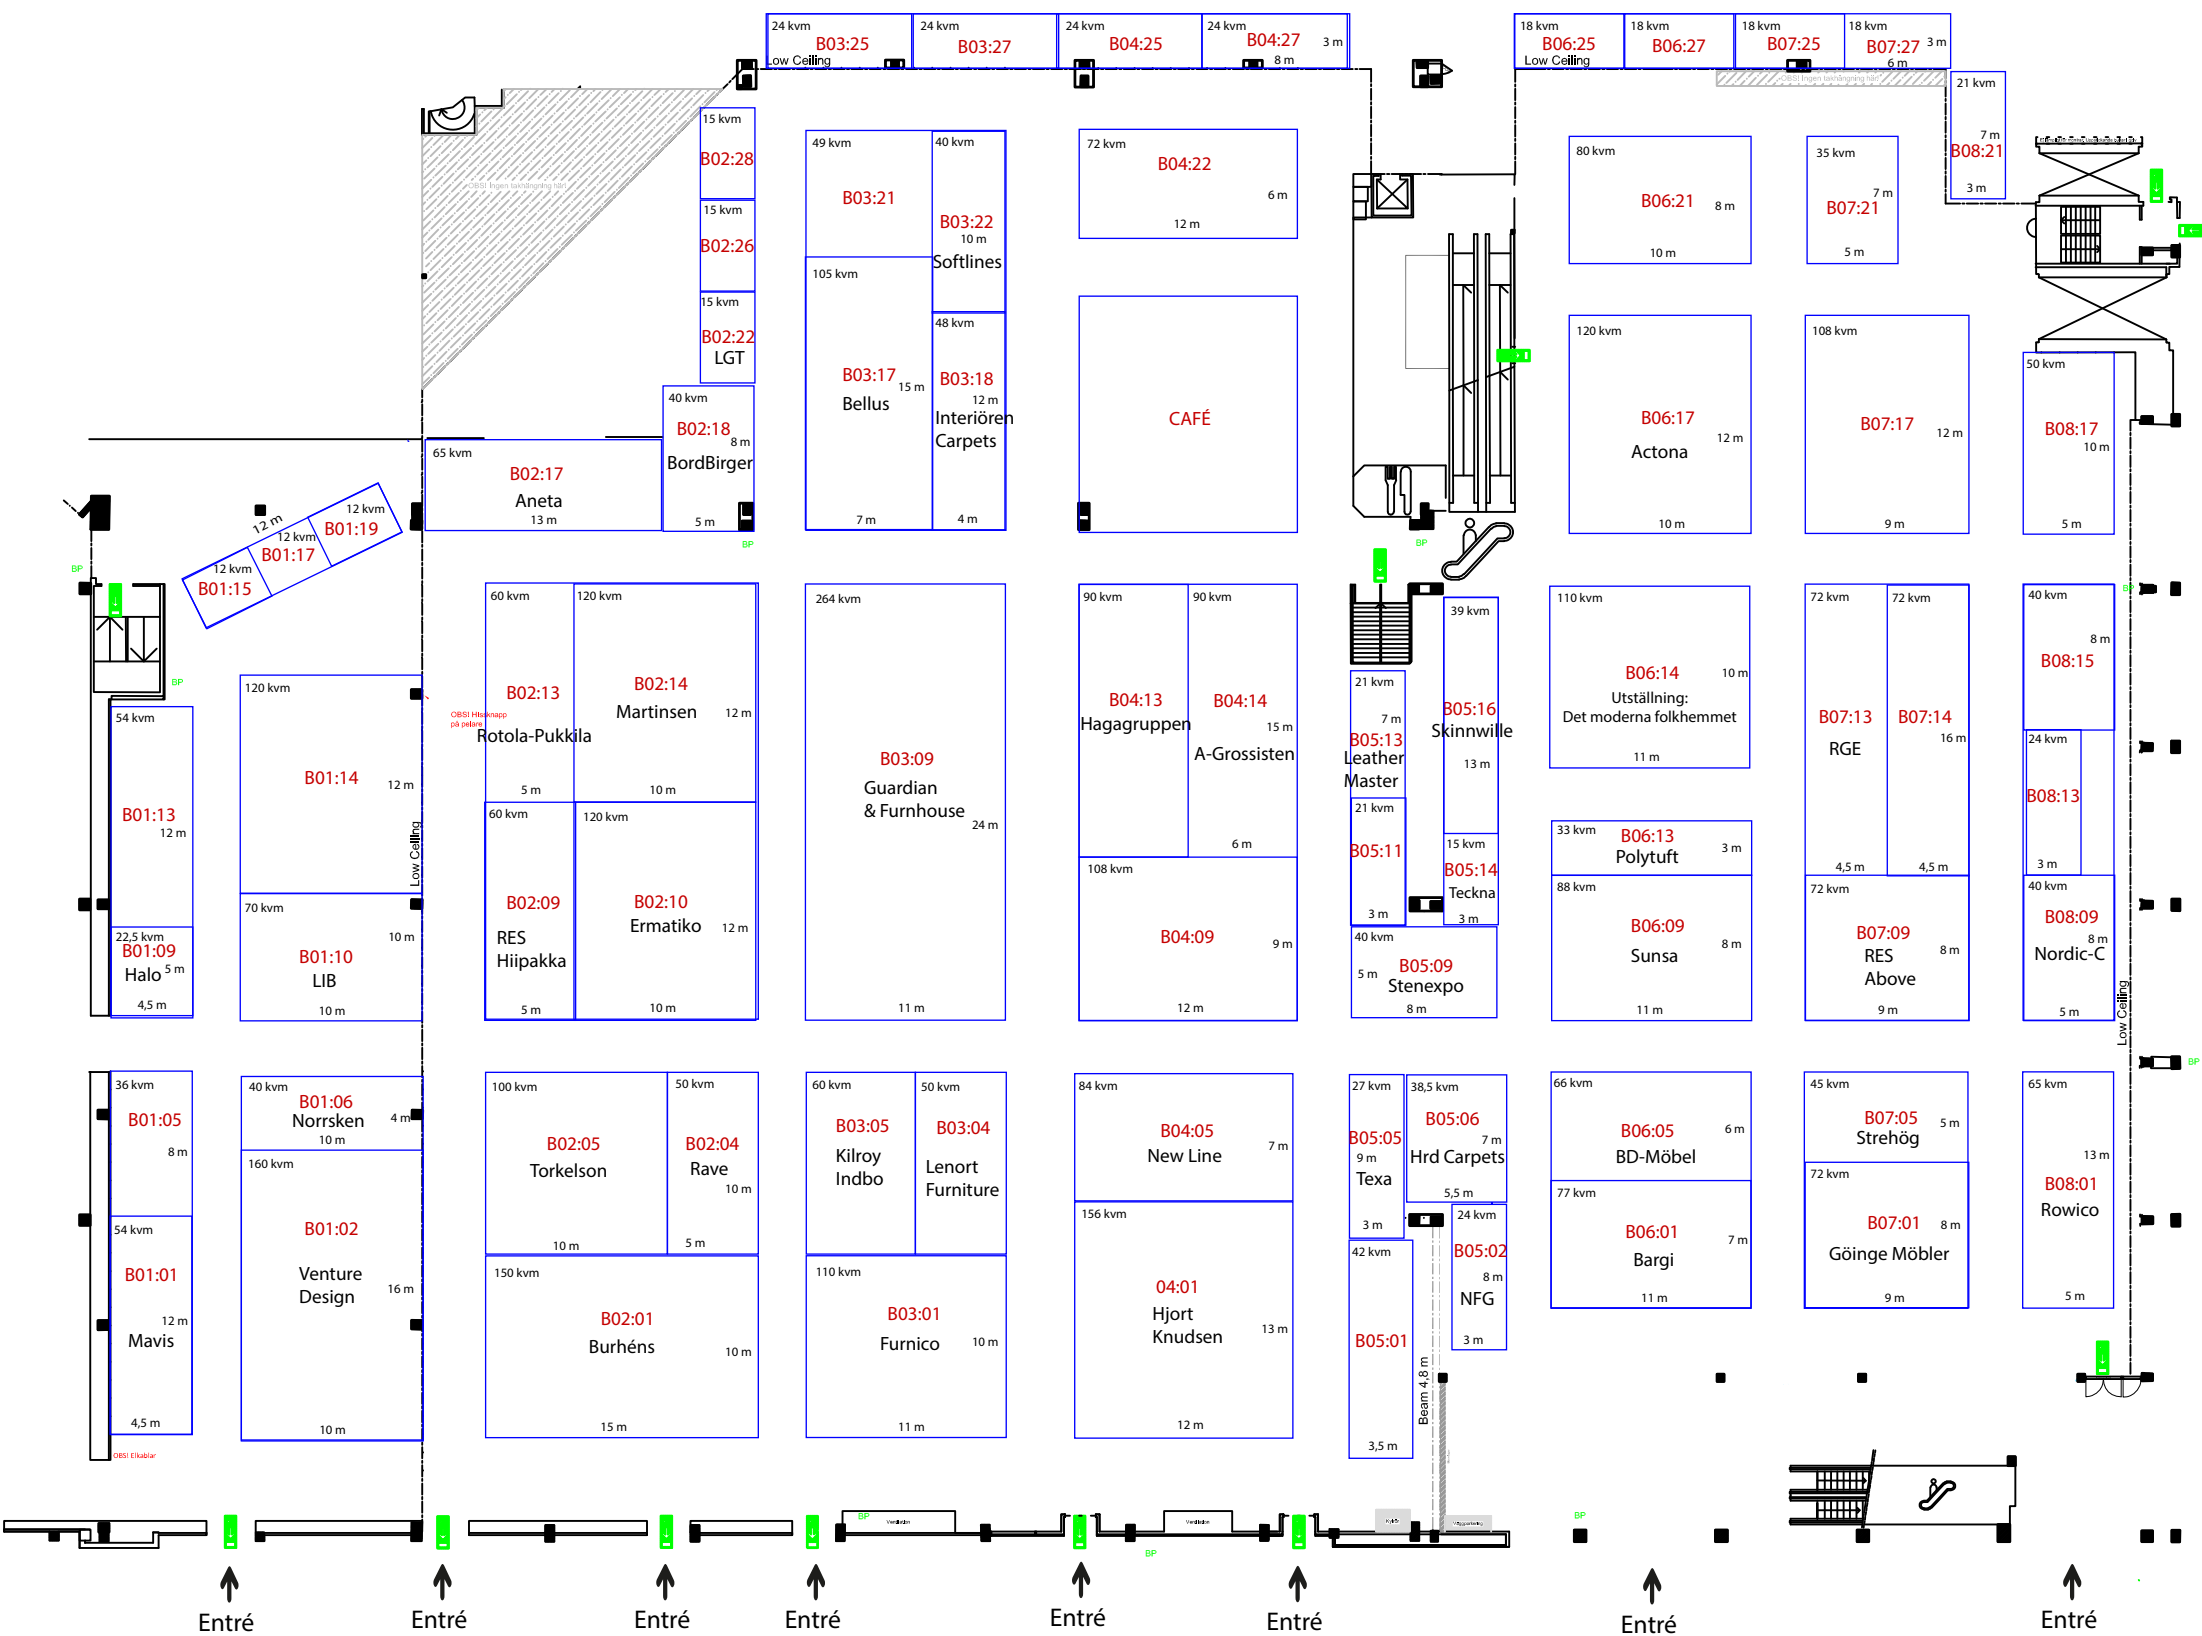 24 kvm
B03:25
Low Ceiling
24 kvm
B03:27
24 kvm
B04:25
24 kvm
B04:27
3 m
8 m
18 kvm
B06:25
Low Ceiling
18 kvm
B06:27
18 kvm
B07:25
18 kvm
B07:27
3 m
6 m
OBS! Ingen takhängning här!
21 kvm
7 m
B08:21
3 m
OBS! Ingen takhängning här!
15 kvm
B02:28
15 kvm
B02:26
15 kvm
B02:22
LGT
49 kvm
B03:21
40 kvm
B03:22
10 m
Softlines
72 kvm
B04:22
6 m
12 m
80 kvm
B06:21
8 m
10 m
35 kvm
7 m
B07:21
5 m
105 kvm
B03:17
15 m
Bellus
7 m
48 kvm
B03:18
12 m
Interiören
Carpets
4 m
CAFÉ
120 kvm
B06:17
12 m
Actona
10 m
108 kvm
B07:17
12 m
9 m
50 kvm
B08:17
10 m
5 m
40 kvm
B02:18
8 m
BordBirger
5 m
65 kvm
B02:17
Aneta
13 m
BP
BP
12 m
12 kvm
B01:19
12 kvm
B01:17
12 kvm
B01:15
BP
BP
120 kvm
B01:14
12 m
Low Ceiling
54 kvm
B01:13
12 m
22,5 kvm
B01:09
Halo
5 m
4,5 m
70 kvm
10 m
B01:10
LIB
10 m
OBS! Hissknapp
på pelare
60 kvm
B02:13
Rotola-Pukkila
5 m
120 kvm
B02:14
Martinsen
12 m
10 m
60 kvm
B02:09
RES
Hiipakka
5 m
120 kvm
B02:10
Ermatiko
12 m
10 m
264 kvm
B03:09
Guardian
& Furnhouse
24 m
11 m
90 kvm
B04:13
Hagagruppen
90 kvm
B04:14
15 m
A-Grossisten
6 m
108 kvm
B04:09
9 m
12 m
21 kvm
7 m
B05:13
Leather
Master
21 kvm
B05:11
3 m
39 kvm
B05:16
Skinnwille
13 m
15 kvm
B05:14
Teckna
3 m
40 kvm
5 m
B05:09
Stenexpo
8 m
110 kvm
B06:14
10 m
Utställning:
Det moderna folkhemmet
11 m
33 kvm
B06:13
Polytuft
3 m
88 kvm
B06:09
Sunsa
8 m
11 m
72 kvm
B07:13
RGE
4,5 m
72 kvm
B07:14
16 m
4,5 m
72 kvm
B07:09
RES
Above
8 m
9 m
BP
40 kvm
8 m
B08:15
24 kvm
B08:13
3 m
40 kvm
B08:09
8 m
Nordic-C
5 m
Low Ceiling
BP
36 kvm
B01:05
8 m
54 kvm
B01:01
12 m
Mavis
4,5 m
OBS! Elkablar
40 kvm
B01:06
Norrsken
4 m
10 m
160 kvm
B01:02
Venture
Design
16 m
10 m
100 kvm
B02:05
Torkelson
10 m
50 kvm
B02:04
Rave
10 m
5 m
150 kvm
B02:01
Burhéns
10 m
15 m
60 kvm
B03:05
Kilroy
Indbo
50 kvm
B03:04
Lenort
Furniture
110 kvm
B03:01
Furnico
10 m
11 m
84 kvm
B04:05
New Line
7 m
156 kvm
04:01
Hjort
Knudsen
13 m
12 m
27 kvm
B05:05
9 m
Texa
3 m
38,5 kvm
B05:06
7 m
Hrd Carpets
5,5 m
24 kvm
B05:02
8 m
NFG
3 m
42 kvm
B05:01
3,5 m
Beam 4,8 m
66 kvm
B06:05
BD-Möbel
6 m
77 kvm
B06:01
Bargi
7 m
11 m
45 kvm
B07:05
Strehög
5 m
72 kvm
B07:01
Göinge Möbler
8 m
9 m
65 kvm
13 m
B08:01
Rowico
5 m
Ventilation
BP
Ventilation
BP
BP
Entré
Entré
Entré
Entré
Entré
Entré
Entré
Entré